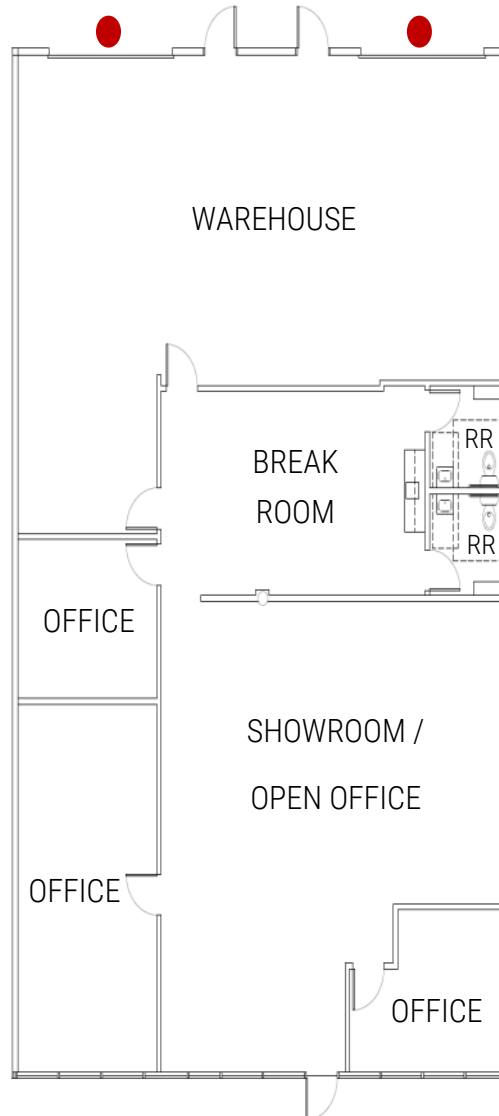 WAREHOUSE
BREAK
ROOM
RR
RR
OFFICE
SHOWROOM /
OPEN OFFICE
OFFICE
OFFICE